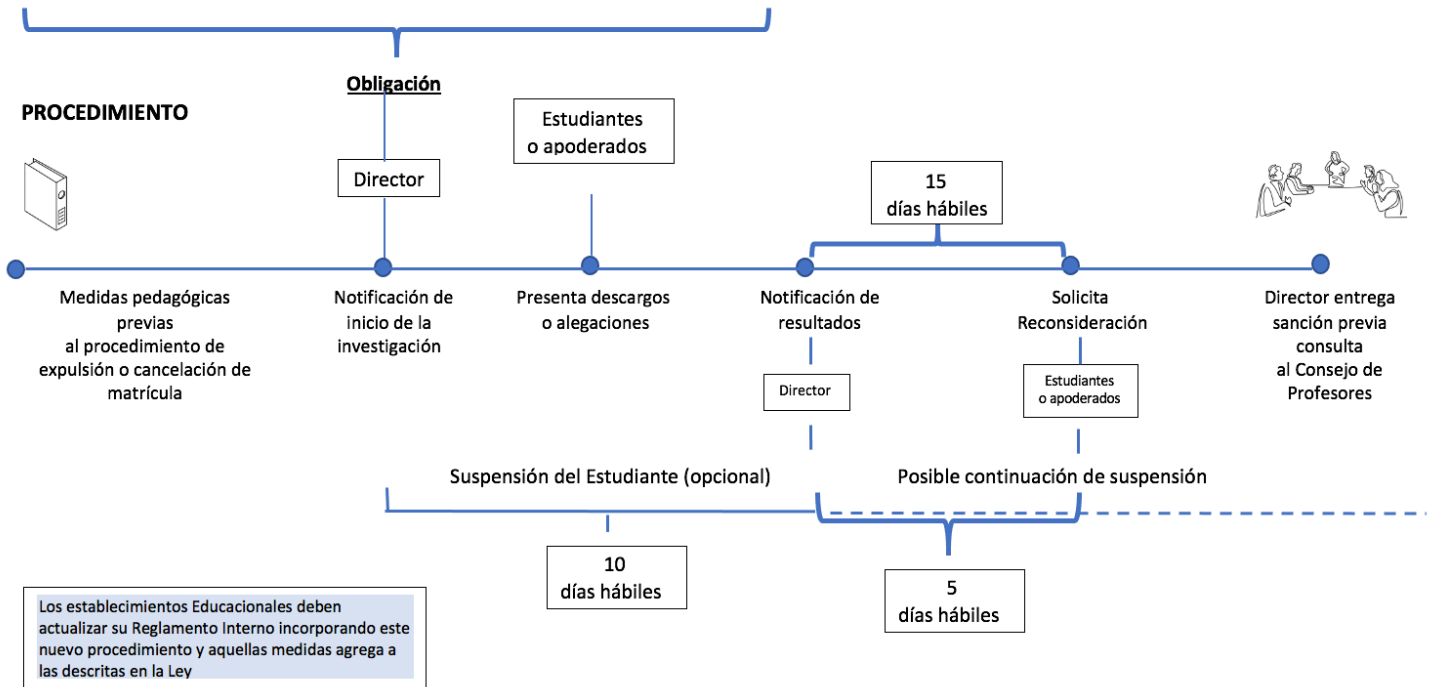 Obligación
PROCEDIMIENTO
Director
Estudiantes
o apoderados
15
días hábiles
Medidas pedagógicas
previas
al procedimiento de
expulsión o cancelación de
matrícula
Notificación de
inicio de la
investigación
Presenta descargos
o alegaciones
Notificación de
resultados
Solicita
Reconsideración
Director entrega
sanción previa
consulta
al Consejo de
Profesores
Director
Estudiantes
o apoderados
Suspensión del Estudiante (opcional)
Posible continuación de suspensión
10
días hábiles
5
días hábiles
Los establecimientos Educacionales deben
actualizar su Reglamento Interno incorporando este
nuevo procedimiento y aquellas medidas agrega a
las descritas en la Ley